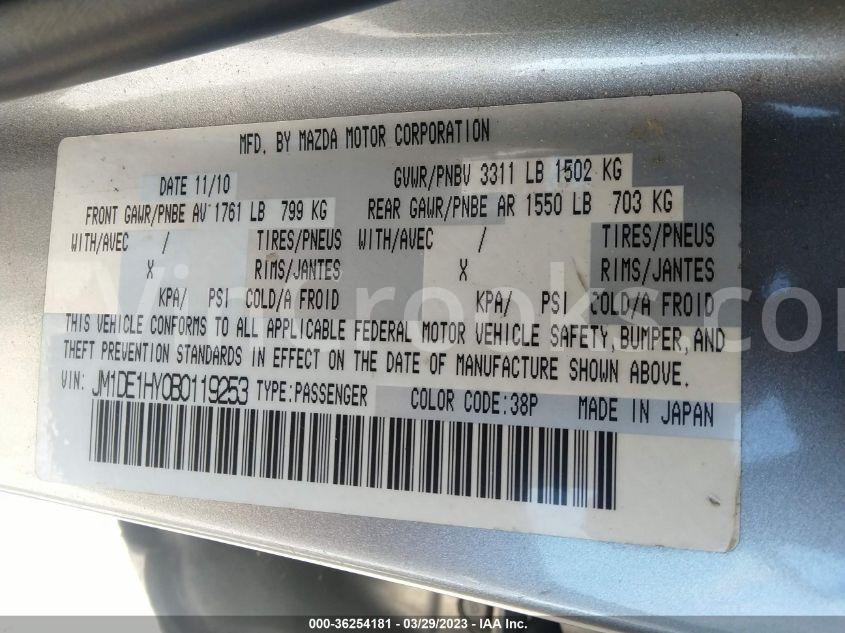 MFD. BY MAZDA MOTOR CORPORATION
DATE 11/10 GVWR/PNBV 3311 LB 1502 KG
FRONT GAWR/PNBE AV 1761 LB 799 KG REAR GAWR/PNBE AR 1550 LB 703 KG
WITH/AVEC / TIRES/PNEUS WITH/AVEC / TIRES/PNEUS
X RIMS/JANTES X RIMS/JANTES
KPA/ PSI COLD/A FROID KPA/ PSI COLD/A FROID
THIS VEHICLE CONFORMS TO ALL APPLICABLE FEDERAL MOTOR VEHICLE SAFETY, BUMPER, AND
THEFT PREVENTION STANDARDS IN EFFECT ON THE DATE OF MANUFACTURE SHOWN ABOVE.
VIN: JM1DE1HY0B0119253 TYPE:PASSENGER COLOR CODE:38P MADE IN JAPAN
VinCrooks.com
000-36254181 - 03/29/2023 - IAA Inc.